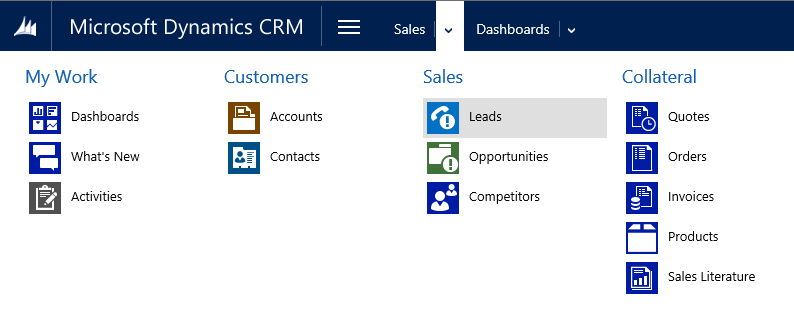 Microsoft Dynamics CRM
Sales
Dashboards
My Work
Dashboards
What's New
Activities
Customers
Accounts
Contacts
Sales
Leads
Opportunities
Competitors
Collateral
Quotes
Orders
Invoices
Products
Sales Literature